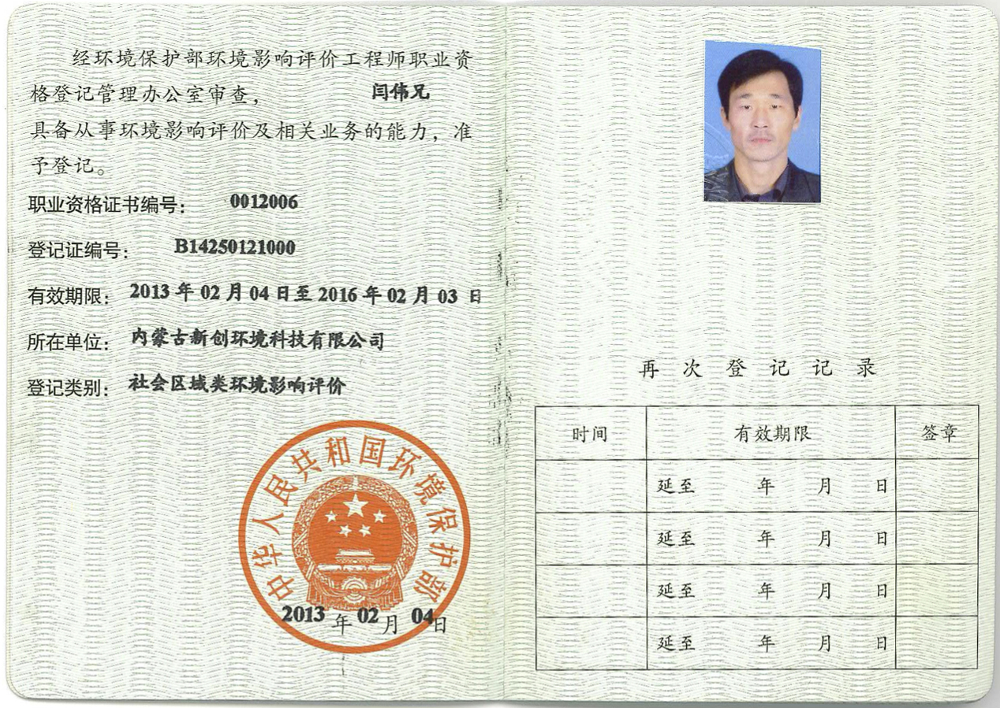 经环境保护部环境影响评价工程师职业资
格登记管理办公室审查， 闫伟兄
具备从事环境影响评价及相关业务的能力，准
予登记。
职业资格证书编号： 0012006
登记证编号： B14250121000
有效期限： 2013 年 02 月 04 日至 2016 年 02 月 03 日
所在单位： 内蒙古新创环境科技有限公司
登记类别： 社会区域类环境影响评价
中华人民共和国环境保护部
2013 年 02 月 04 日
再次登记记录
时间 有效期限 签章
延至 年 月 日
延至 年 月 日
延至 年 月 日
延至 年 月 日